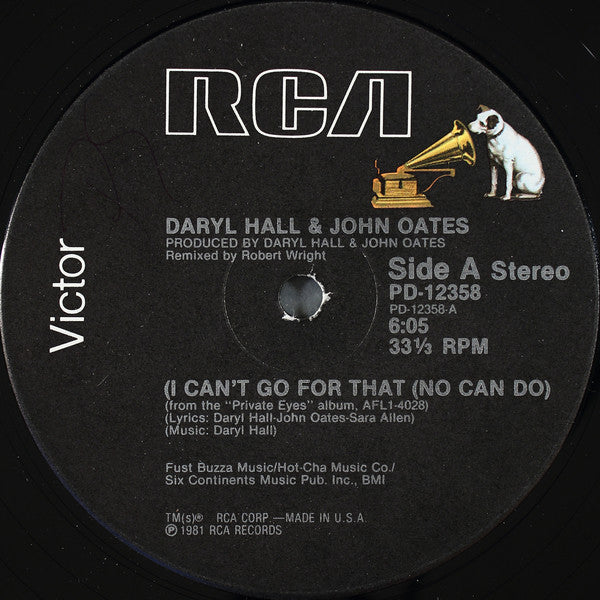 RCA
Victor
DARYL HALL & JOHN OATES
PRODUCED BY DARYL HALL & JOHN OATES
Remixed by Robert Wright
Side A Stereo
PD-12358
PD-12358-A
6:05
33⅓ RPM
(I CAN'T GO FOR THAT (NO CAN DO)
(from the "Private Eyes" album, AFL1-4028)
(Lyrics: Daryl Hall-John Oates-Sara Allen)
(Music: Daryl Hall)
Fust Buzza Music/Hot-Cha Music Co./
Six Continents Music Pub. Inc., BMI
TM(s)® RCA CORP.—MADE IN U.S.A.
℗ 1981 RCA RECORDS